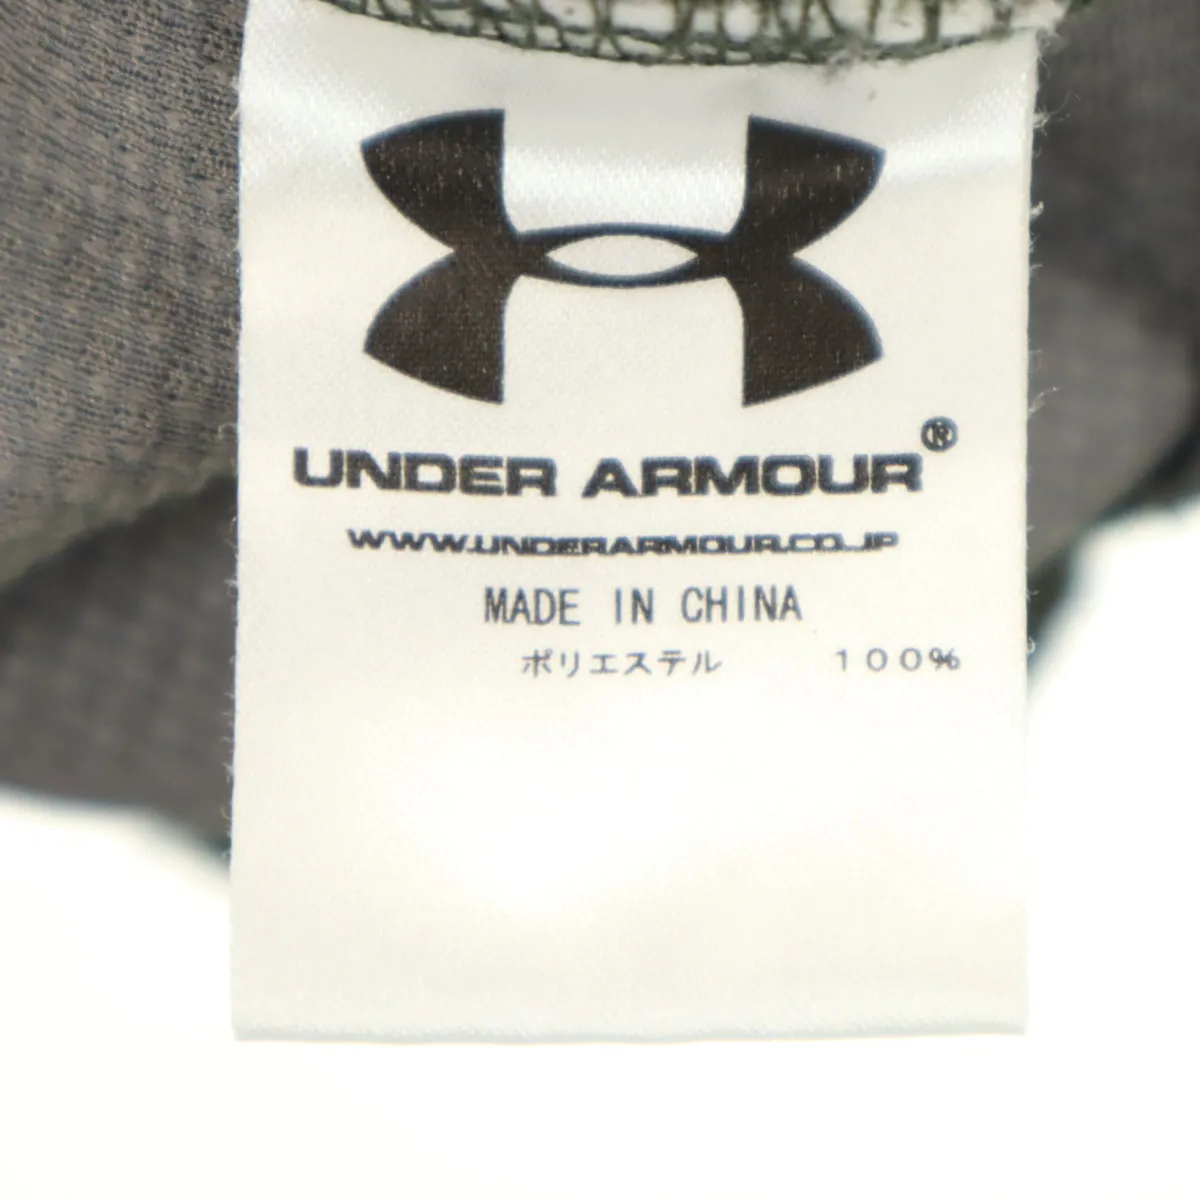 UNDER ARMOUR®
WWW.UNDERARMOUR.CO.JP
MADE IN CHINA
ポリエステル　１００％